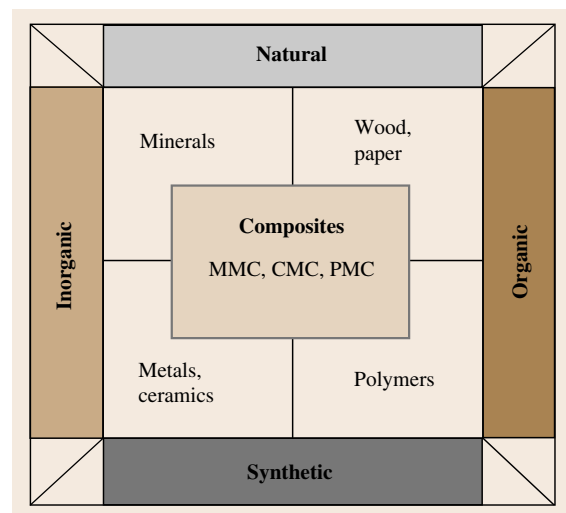 Natural
Minerals
Wood,
paper
Inorganic
Composites
MMC, CMC, PMC
Organic
Metals,
ceramics
Polymers
Synthetic